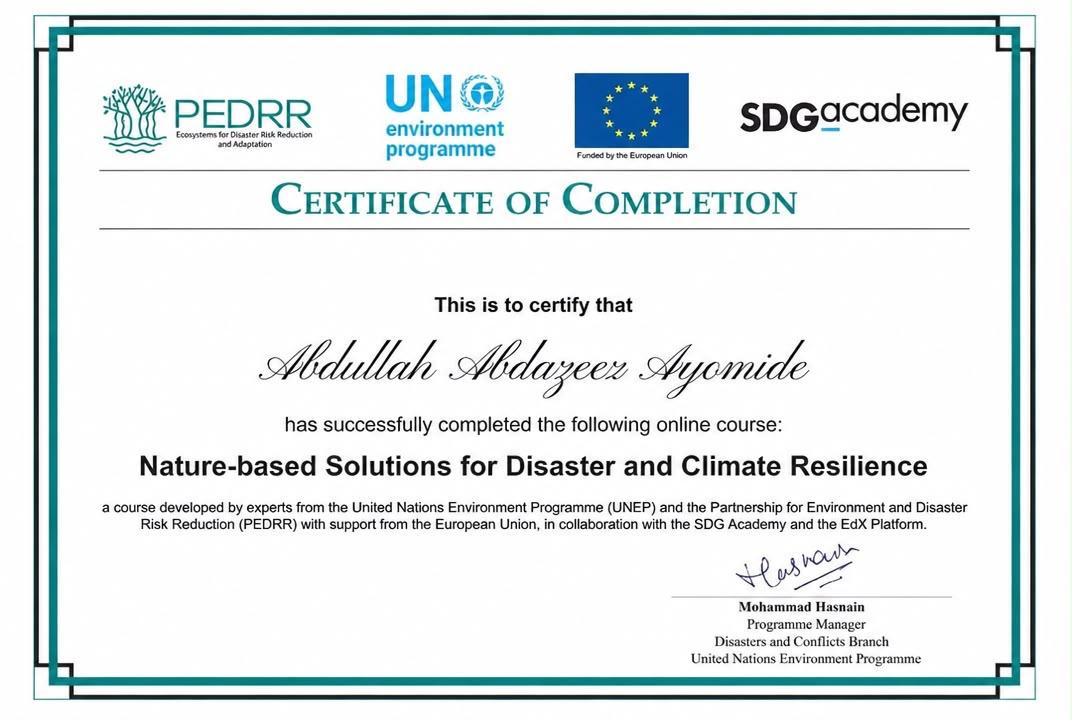 PEDRR
Ecosystems for Disaster Risk Reduction
and Adaptation
UN
environment
programme
Funded by the European Union
SDGacademy
CERTIFICATE OF COMPLETION
This is to certify that
Abdullah Abdazeez Ayomide
has successfully completed the following online course:
Nature-based Solutions for Disaster and Climate Resilience
a course developed by experts from the United Nations Environment Programme (UNEP) and the Partnership for Environment and Disaster
Risk Reduction (PEDRR) with support from the European Union, in collaboration with the SDG Academy and the EdX Platform.
Hasnain
Mohammad Hasnain
Programme Manager
Disasters and Conflicts Branch
United Nations Environment Programme